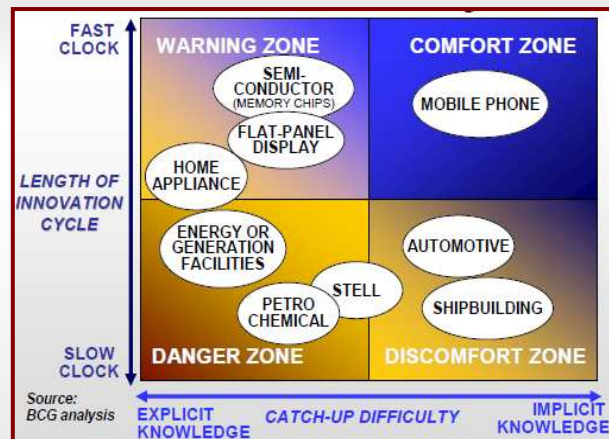 FAST
CLOCK
WARNING ZONE
COMFORT ZONE
SEMI-
CONDUCTOR
(MEMORY CHIPS)
MOBILE PHONE
FLAT-PANEL
DISPLAY
HOME
APPLIANCE
LENGTH OF
INNOVATION
CYCLE
ENERGY OR
GENERATION
FACILITIES
AUTOMOTIVE
STELL
PETRO
CHEMICAL
SHIPBUILDING
SLOW
CLOCK
DANGER ZONE
DISCOMFORT ZONE
Source:
BCG analysis
EXPLICIT
KNOWLEDGE
CATCH-UP DIFFICULTY
IMPLICIT
KNOWLEDGE